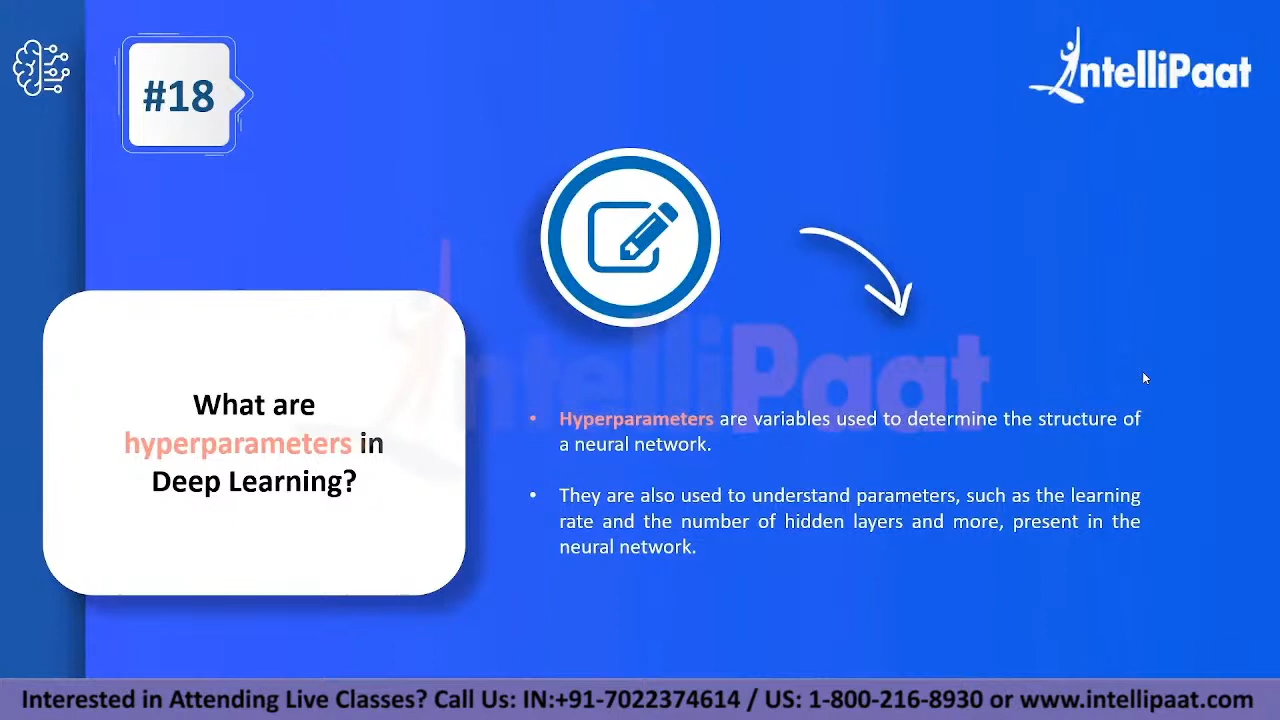 #18
IntelliPaat
What are
hyperparameters in
Deep Learning?
IntelliPaat
• Hyperparameters are variables used to determine the structure of
a neural network.
• They are also used to understand parameters, such as the learning
rate and the number of hidden layers and more, present in the
neural network.
Interested in Attending Live Classes? Call Us: IN:+91-7022374614 / US: 1-800-216-8930 or www.intellipaat.com